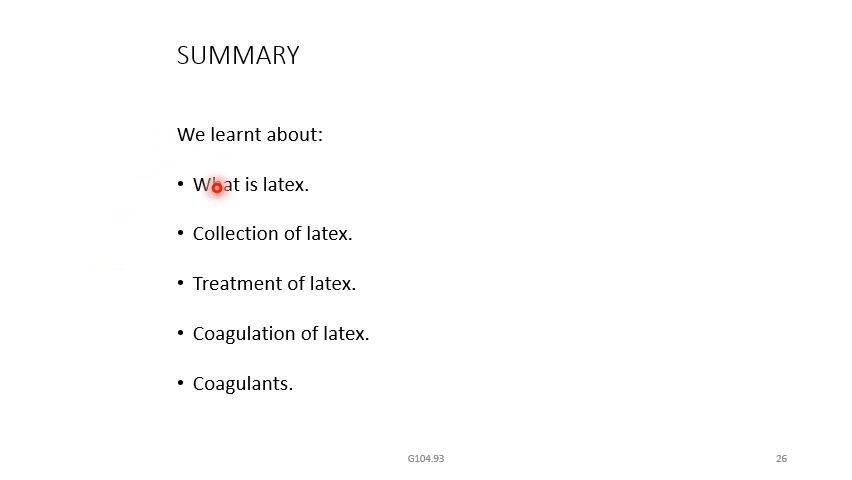 SUMMARY
We learnt about:
• What is latex.
• Collection of latex.
• Treatment of latex.
• Coagulation of latex.
• Coagulants.
G104.93
26